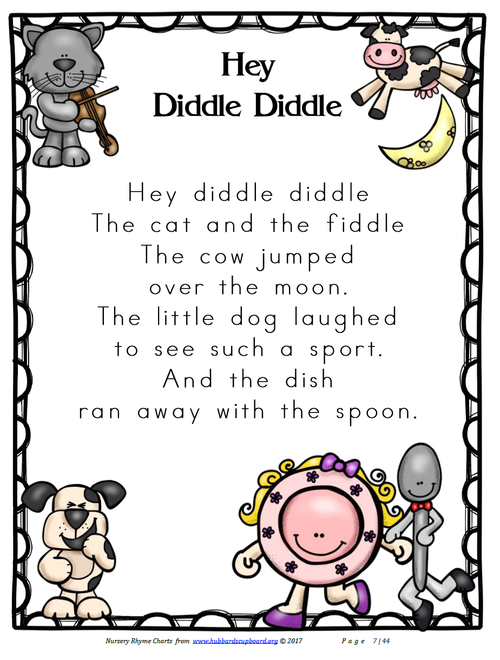 Hey
Diddle Diddle
Hey diddle diddle
The cat and the fiddle
The cow jumped
over the moon.
The little dog laughed
to see such a sport.
And the dish
ran away with the spoon.
Nursery Rhyme Charts from www.hubbardscupboard.org © 2017 Page 7/44